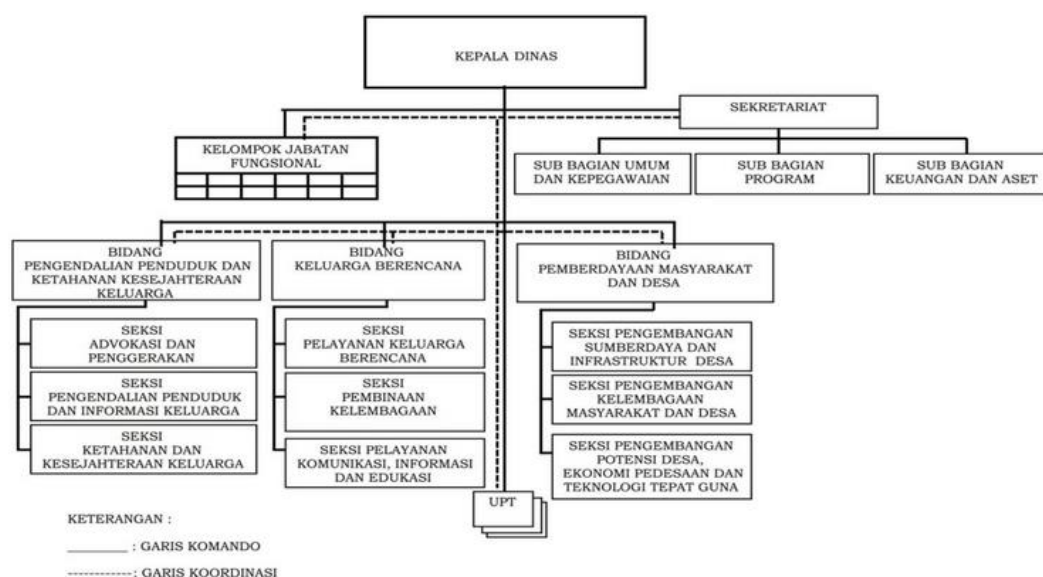 KEPALA DINAS
SEKRETARIAT
KELOMPOK JABATAN
FUNGSIONAL
SUB BAGIAN UMUM
DAN KEPEGAWAIAN
SUB BAGIAN
PROGRAM
SUB BAGIAN
KEUANGAN DAN ASET
BIDANG
PENGENDALIAN PENDUDUK DAN
KETAHANAN KESEJAHTERAAN
KELUARGA
BIDANG
KELUARGA BERENCANA
BIDANG
PEMBERDAYAAN MASYARAKAT
DAN DESA
SEKSI
ADVOKASI DAN
PENGGERAKAN
SEKSI
PENGENDALIAN PENDUDUK
DAN INFORMASI KELUARGA
SEKSI
KETAHANAN DAN
KESEJAHTERAAN KELUARGA
SEKSI
PELAYANAN KELUARGA
BERENCANA
SEKSI
PEMBINAAN
KELEMBAGAAN
SEKSI PELAYANAN
KOMUNIKASI, INFORMASI
DAN EDUKASI
SEKSI PENGEMBANGAN
SUMBERDAYA DAN
INFRASTRUKTUR DESA
SEKSI PENGEMBANGAN
KELEMBAGAAN
MASYARAKAT DAN DESA
SEKSI PENGEMBANGAN
POTENSI DESA,
EKONOMI PEDESAAN DAN
TEKNOLOGI TEPAT GUNA
UPT
KETERANGAN :
________ : GARIS KOMANDO
------------: GARIS KOORDINASI